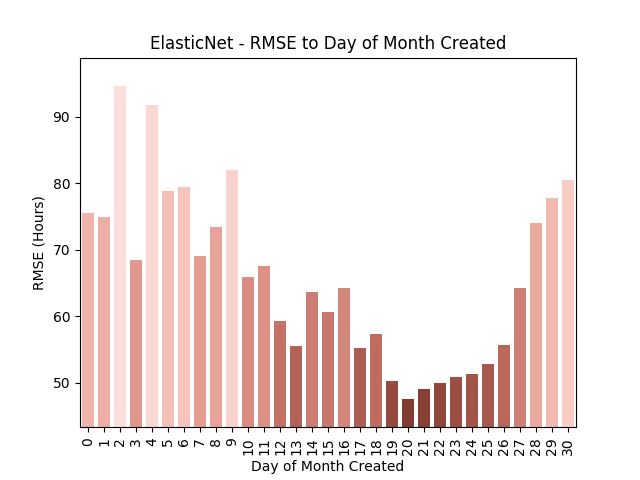 ElasticNet - RMSE to Day of Month Created
RMSE (Hours)
90
80
70
60
50
0 1 2 3 4 5 6 7 8 9 10 11 12 13 14 15 16 17 18 19 20 21 22 23 24 25 26 27 28 29 30
Day of Month Created